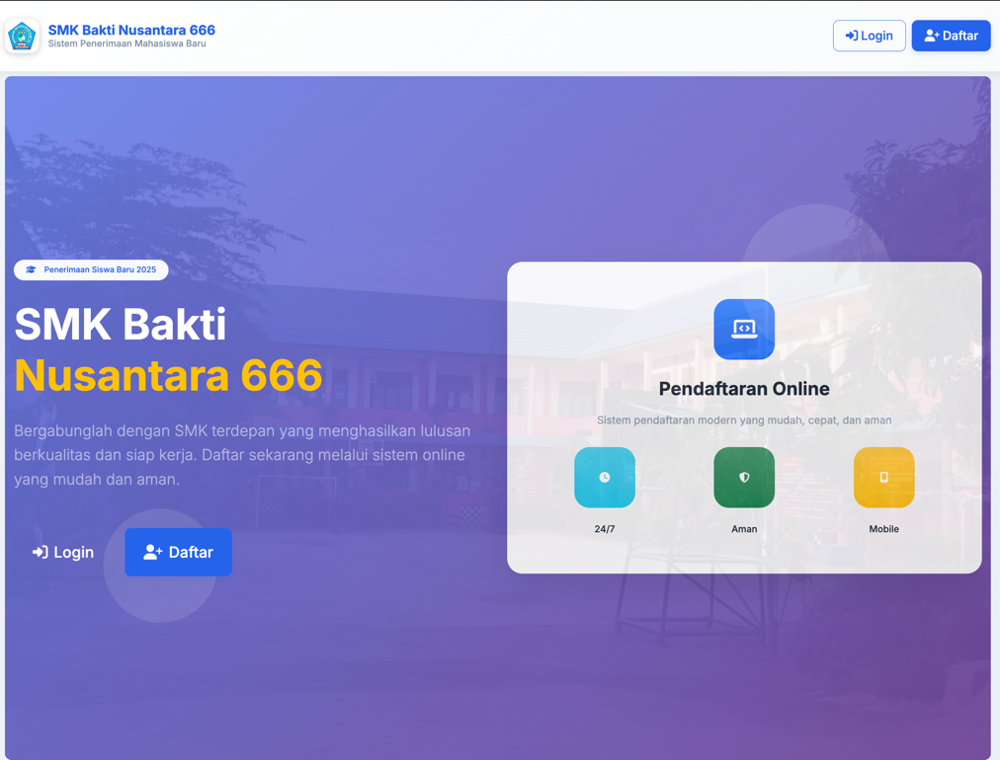 SMK Bakti Nusantara 666
Sistem Penerimaan Mahasiswa Baru
Login
Daftar
Penerimaan Siswa Baru 2025
SMK Bakti
Nusantara 666
Bergabunglah dengan SMK terdepan yang menghasilkan lulusan
berkualitas dan siap kerja. Daftar sekarang melalui sistem online
yang mudah dan aman.
Login
Daftar
Pendaftaran Online
Sistem pendaftaran modern yang mudah, cepat, dan aman
24/7
Aman
Mobile